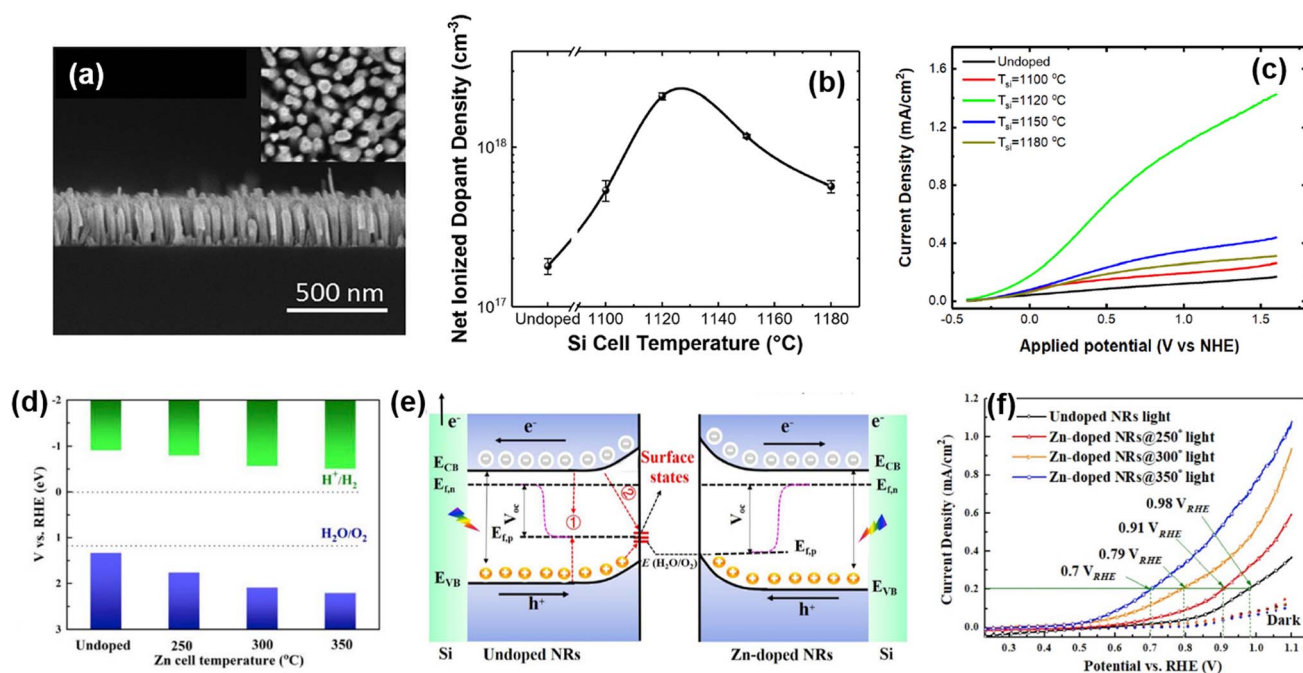 (a)
500 nm
(b)
Net Ionized Dopant Density (cm⁻³)
10¹⁸
10¹⁷
Undoped 1100 1120 1140 1160 1180
Si Cell Temperature (°C)
(c)
Undoped
T_si=1100 °C
T_si=1120 °C
T_si=1150 °C
T_si=1180 °C
Current Density (mA/cm²)
1.6
1.2
0.8
0.4
0.0
-0.5 0.0 0.5 1.0 1.5
Applied potential (V vs NHE)
(d)
V vs. RHE (eV)
-2
-1
0
1
2
3
H⁺/H₂
H₂O/O₂
Undoped 250 300 350
Zn cell temperature (°C)
(e)
e⁻
e⁻
E_CB
E_f,n
V_oc
E_f,p
①
②
Surface states
E (H₂O/O₂)
E_VB
h⁺
Si Undoped NRs
e⁻
e⁻
E_CB
E_f,n
V_oc
E_f,p
E_VB
h⁺
Zn-doped NRs Si
(f)
Undoped NRs light
Zn-doped NRs@250° light
Zn-doped NRs@300° light
Zn-doped NRs@350° light
Current Density (mA/cm²)
1.2
1.0
0.8
0.6
0.4
0.2
0.0
0.98 V_RHE
0.91 V_RHE
0.79 V_RHE
0.7 V_RHE
Dark
0.3 0.4 0.5 0.6 0.7 0.8 0.9 1.0 1.1
Potential vs. RHE (V)